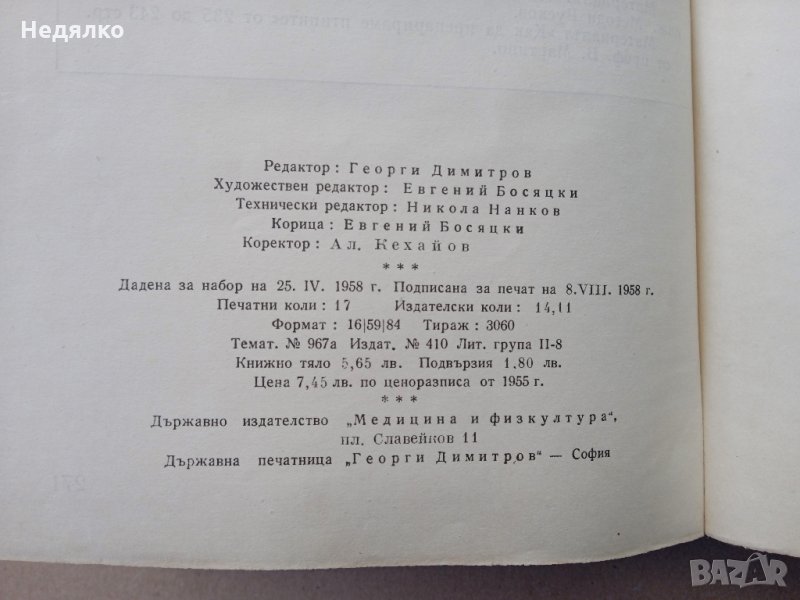 Недялко
Редактор: Георги Димитров
Художествен редактор: Евгений Босяцки
Технически редактор: Никола Нанков
Корица: Евгений Босяцки
Коректор: Ал. Кехайов
***
Дадена за набор на 25. IV. 1958 г. Подписана за печат на 8.VIII. 1958 г.
Печатни коли: 17 Издателски коли: 14,11
Формат: 16|59|84 Тираж: 3060
Темат. № 967а Издат. № 410 Лит. група II-8
Книжно тяло 5,65 лв. Подвързия 1,80 лв.
Цена 7,45 лв. по ценоразписа от 1955 г.
***
Държавно издателство „Медицина и физкултура“,
пл. Славейков 11
Държавна печатница „Георги Димитров“ — София
271
BAZAR